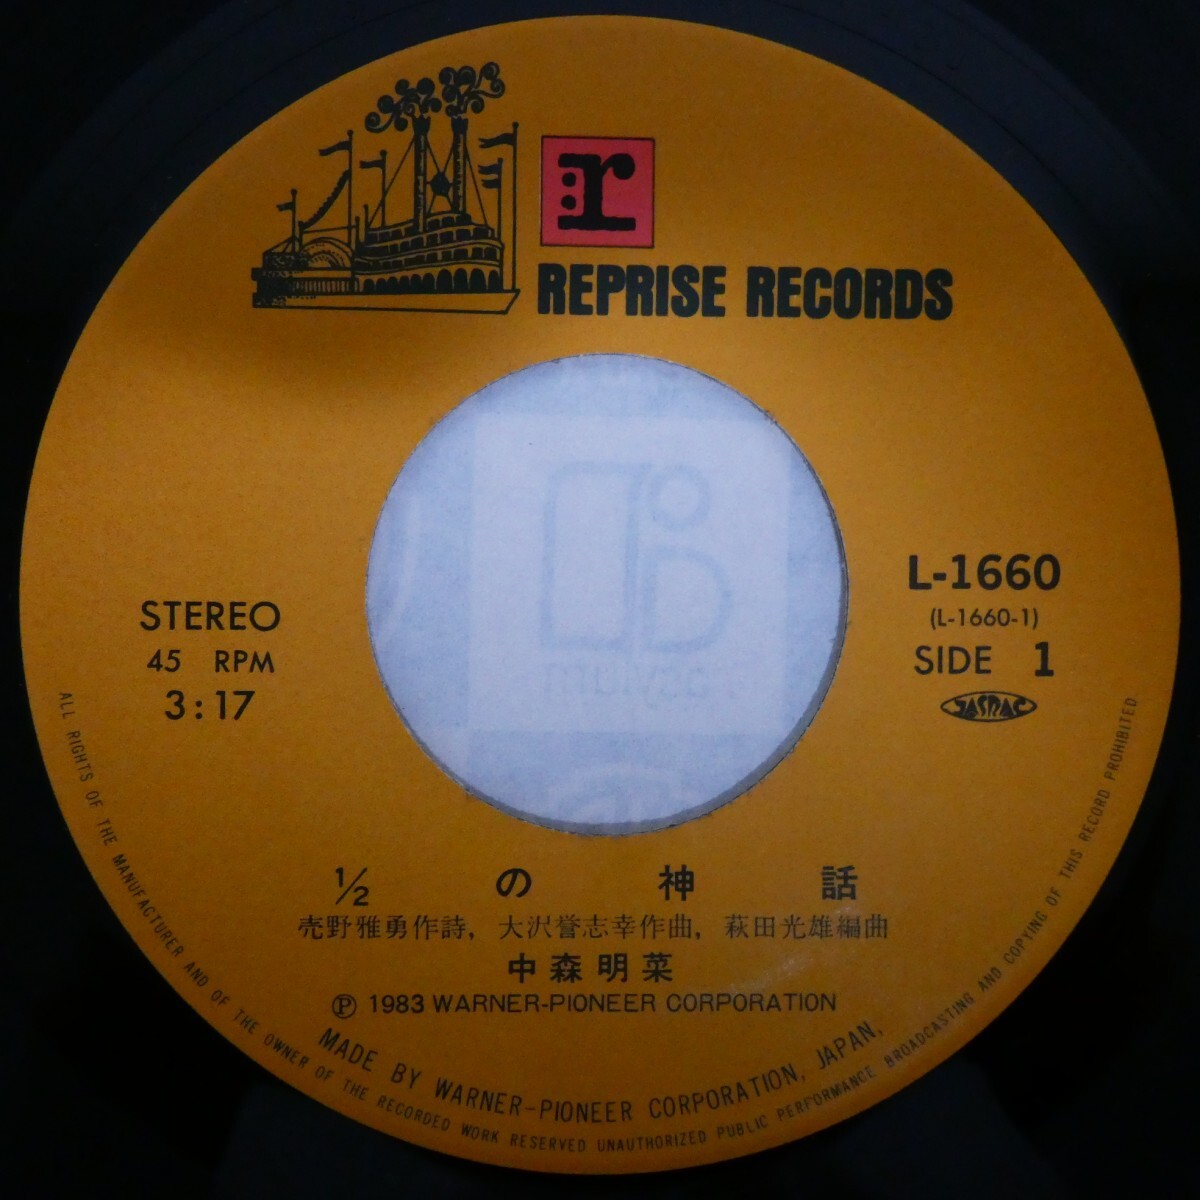 r
REPRISE RECORDS
STEREO
45 RPM
3:17
L-1660
(L-1660-1)
SIDE 1
JASRAC
½の神話
売野雅勇作詩, 大沢誉志幸作曲, 萩田光雄編曲
中森明菜
Ⓟ 1983 WARNER-PIONEER CORPORATION
MADE BY WARNER-PIONEER CORPORATION, JAPAN,
ALL RIGHTS OF THE MANUFACTURER AND OF THE OWNER OF THE RECORDED WORK RESERVED UNAUTHORIZED PUBLIC PERFORMANCE BROADCASTING AND COPYING OF THIS RECORD PROHIBITED